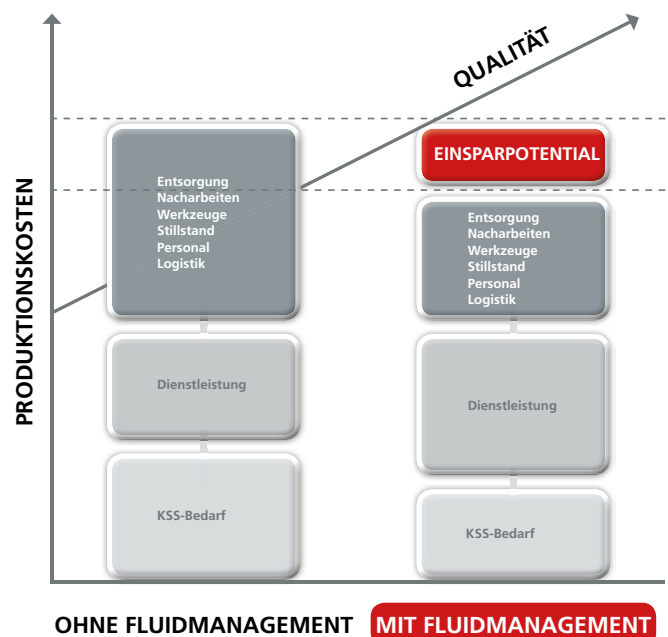 QUALITÄT
PRODUKTIONSKOSTEN
Entsorgung
Nacharbeiten
Werkzeuge
Stillstand
Personal
Logistik
Dienstleistung
KSS-Bedarf
EINSPARPOTENTIAL
Entsorgung
Nacharbeiten
Werkzeuge
Stillstand
Personal
Logistik
Dienstleistung
KSS-Bedarf
OHNE FLUIDMANAGEMENT
MIT FLUIDMANAGEMENT